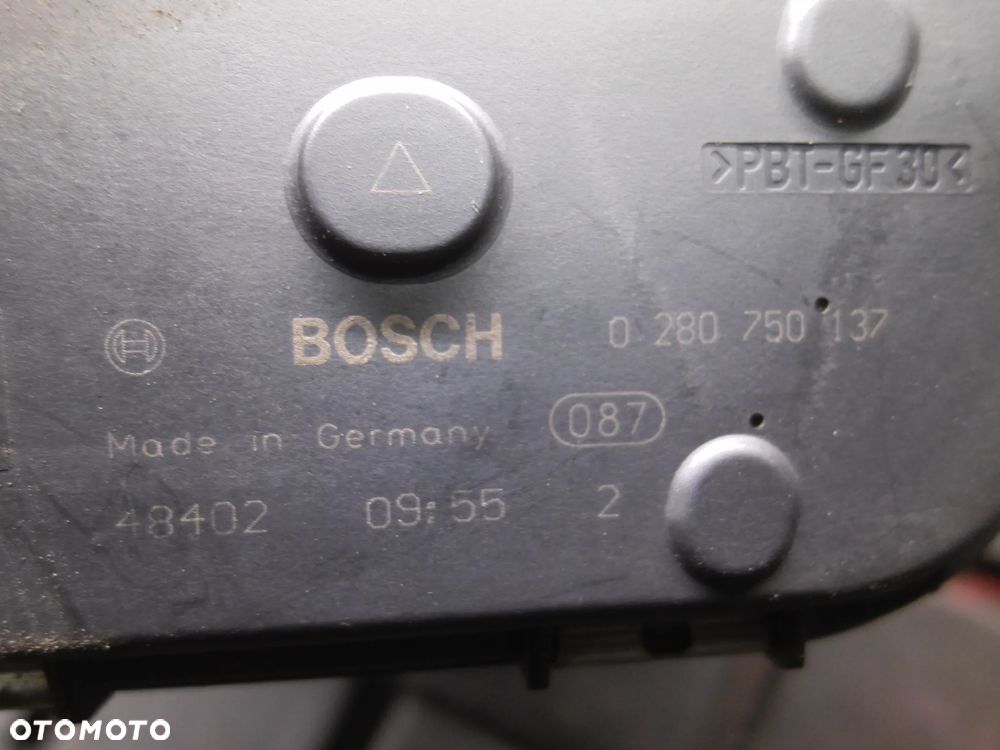 >PBT-GF30<
BOSCH 0 280 750 137
Made in Germany 087
48402 09:55 2
OTOMOTO